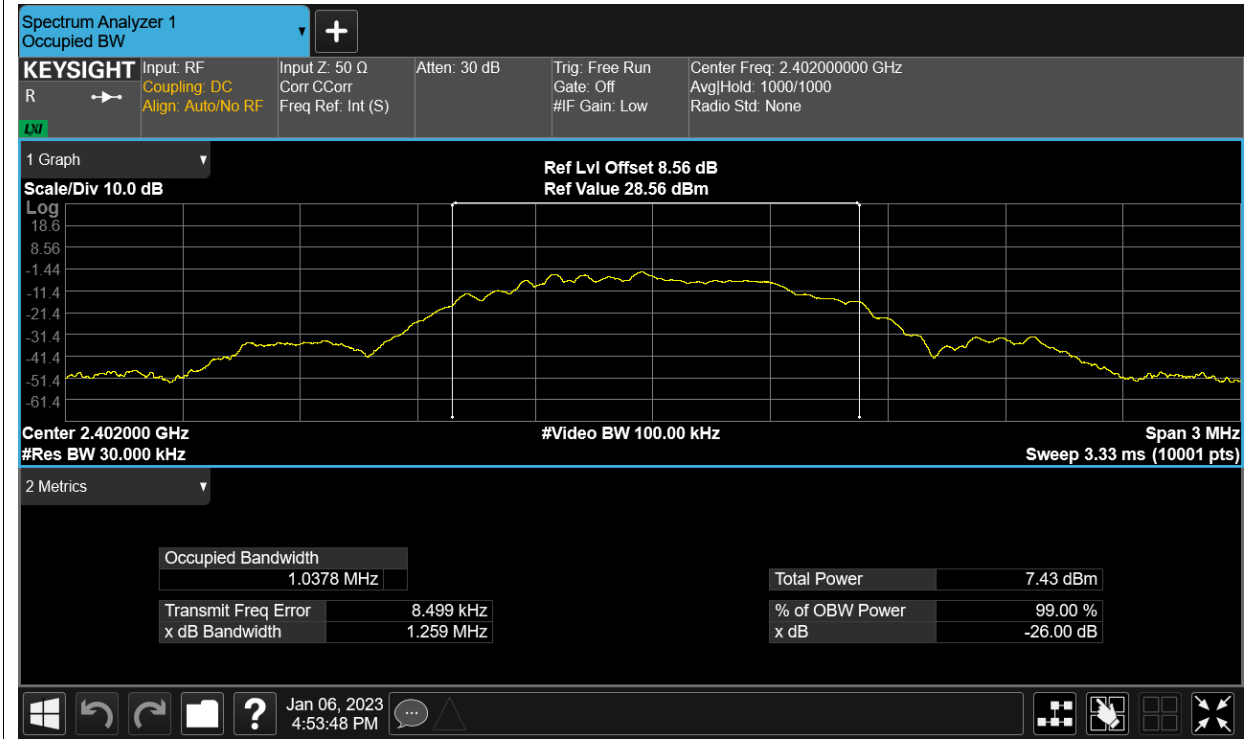 Spectrum Analyzer 1
Occupied BW
KEYSIGHT
R
LXI
Input: RF
Coupling: DC
Align: Auto/No RF
Input Z: 50 Ω
Corr CCorr
Freq Ref: Int (S)
Atten: 30 dB
Trig: Free Run
Gate: Off
#IF Gain: Low
Center Freq: 2.402000000 GHz
Avg|Hold: 1000/1000
Radio Std: None
1 Graph
Scale/Div 10.0 dB
Ref Lvl Offset 8.56 dB
Ref Value 28.56 dBm
Log
18.6
8.56
-1.44
-11.4
-21.4
-31.4
-41.4
-51.4
-61.4
Center 2.402000 GHz
#Res BW 30.000 kHz
#Video BW 100.00 kHz
Span 3 MHz
Sweep 3.33 ms (10001 pts)
2 Metrics
Occupied Bandwidth
1.0378 MHz
Transmit Freq Error 8.499 kHz
x dB Bandwidth 1.259 MHz
Total Power 7.43 dBm
% of OBW Power 99.00 %
x dB -26.00 dB
?
Jan 06, 2023
4:53:48 PM